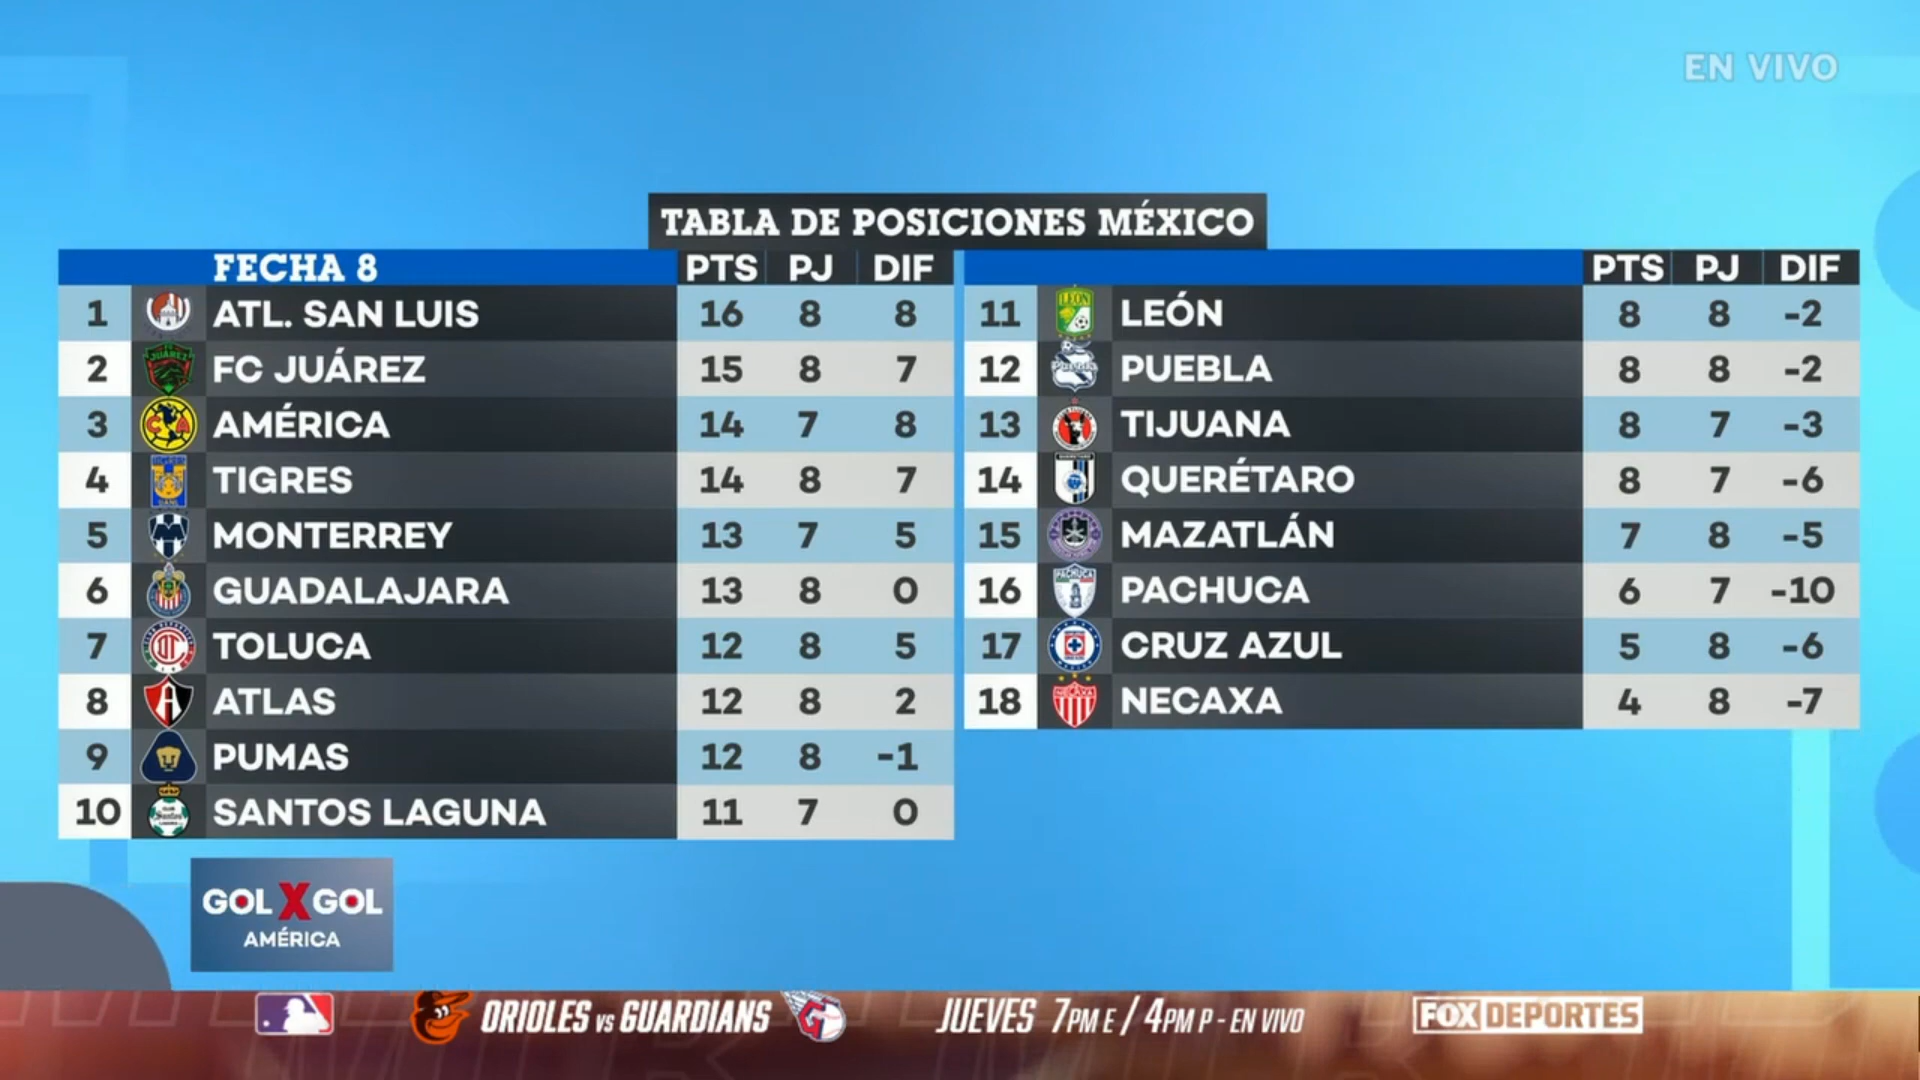 EN VIVO
TABLA DE POSICIONES MÉXICO
FECHA 8 PTS PJ DIF
1 ATL. SAN LUIS 16 8 8
2 FC JUÁREZ 15 8 7
3 AMÉRICA 14 7 8
4 TIGRES 14 8 7
5 MONTERREY 13 7 5
6 GUADALAJARA 13 8 0
7 TOLUCA 12 8 5
8 ATLAS 12 8 2
9 PUMAS 12 8 -1
10 SANTOS LAGUNA 11 7 0
PTS PJ DIF
11 LEÓN 8 8 -2
12 PUEBLA 8 8 -2
13 TIJUANA 8 7 -3
14 QUERÉTARO 8 7 -6
15 MAZATLÁN 7 8 -5
16 PACHUCA 6 7 -10
17 CRUZ AZUL 5 8 -6
18 NECAXA 4 8 -7
GOL X GOL
AMÉRICA
ORIOLES VS GUARDIANS JUEVES 7PM E / 4PM P - EN VIVO FOX DEPORTES